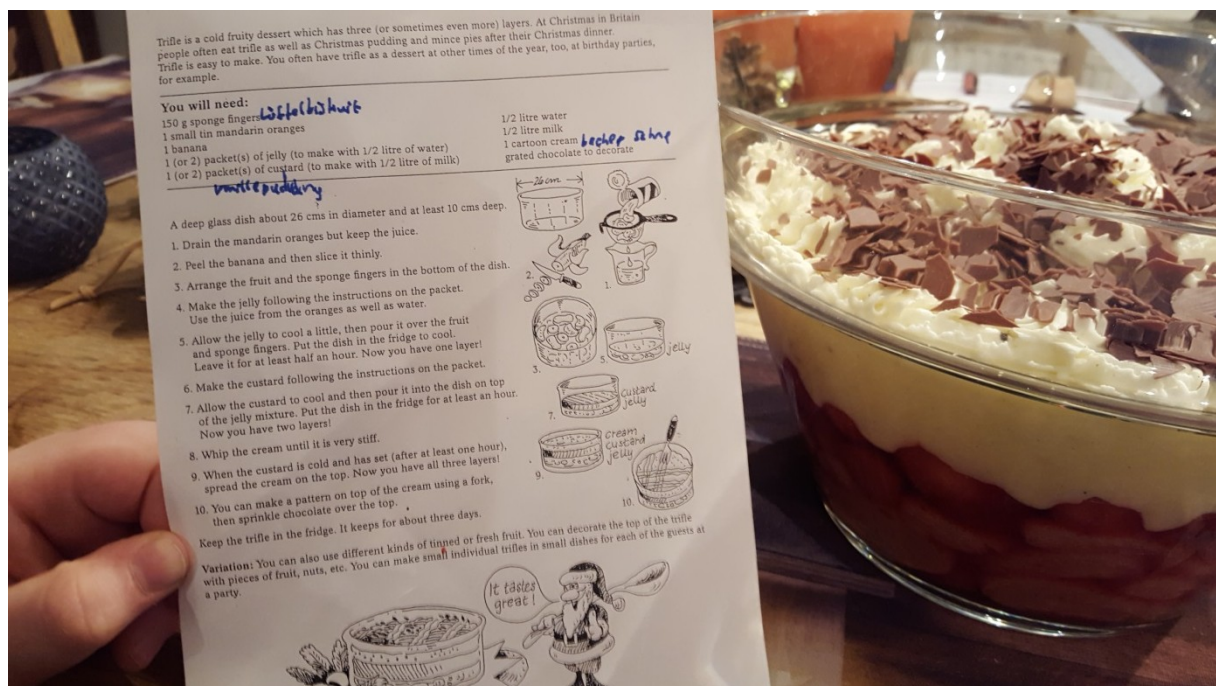 Trifle is a cold fruity dessert which has three (or sometimes even more) layers. At Christmas in Britain
people often eat trifle as well as Christmas pudding and mince pies after their Christmas dinner.
Trifle is easy to make. You often have trifle as a dessert at other times of the year, too, at birthday parties,
for example.
You will need:
150 g sponge fingers Löffelbiskuit
1 small tin mandarin oranges
1 banana
1 (or 2) packet(s) of jelly (to make with 1/2 litre of water)
1 (or 2) packet(s) of custard (to make with 1/2 litre of milk)
vanillepudding
1/2 litre water
1/2 litre milk
1 cartoon cream becher Sahne
grated chocolate to decorate
A deep glass dish about 26 cms in diameter and at least 10 cms deep.
1. Drain the mandarin oranges but keep the juice.
2. Peel the banana and then slice it thinly.
3. Arrange the fruit and the sponge fingers in the bottom of the dish.
4. Make the jelly following the instructions on the packet.
Use the juice from the oranges as well as water.
5. Allow the jelly to cool a little, then pour it over the fruit
and sponge fingers. Put the dish in the fridge to cool.
Leave it for at least half an hour. Now you have one layer!
6. Make the custard following the instructions on the packet.
7. Allow the custard to cool and then pour it into the dish on top
of the jelly mixture. Put the dish in the fridge for at least an hour.
Now you have two layers!
8. Whip the cream until it is very stiff.
9. When the custard is cold and has set (after at least one hour),
spread the cream on the top. Now you have all three layers!
10. You can make a pattern on top of the cream using a fork,
then sprinkle chocolate over the top.
Keep the trifle in the fridge. It keeps for about three days.
Variation: You can also use different kinds of tinned or fresh fruit. You can decorate the top of the trifle
with pieces of fruit, nuts, etc. You can make small individual trifles in small dishes for each of the guests at
a party.
26cm
1.
2.
3.
5.
jelly
7.
custard
jelly
9.
cream
custard
jelly
10.
It tastes
great!